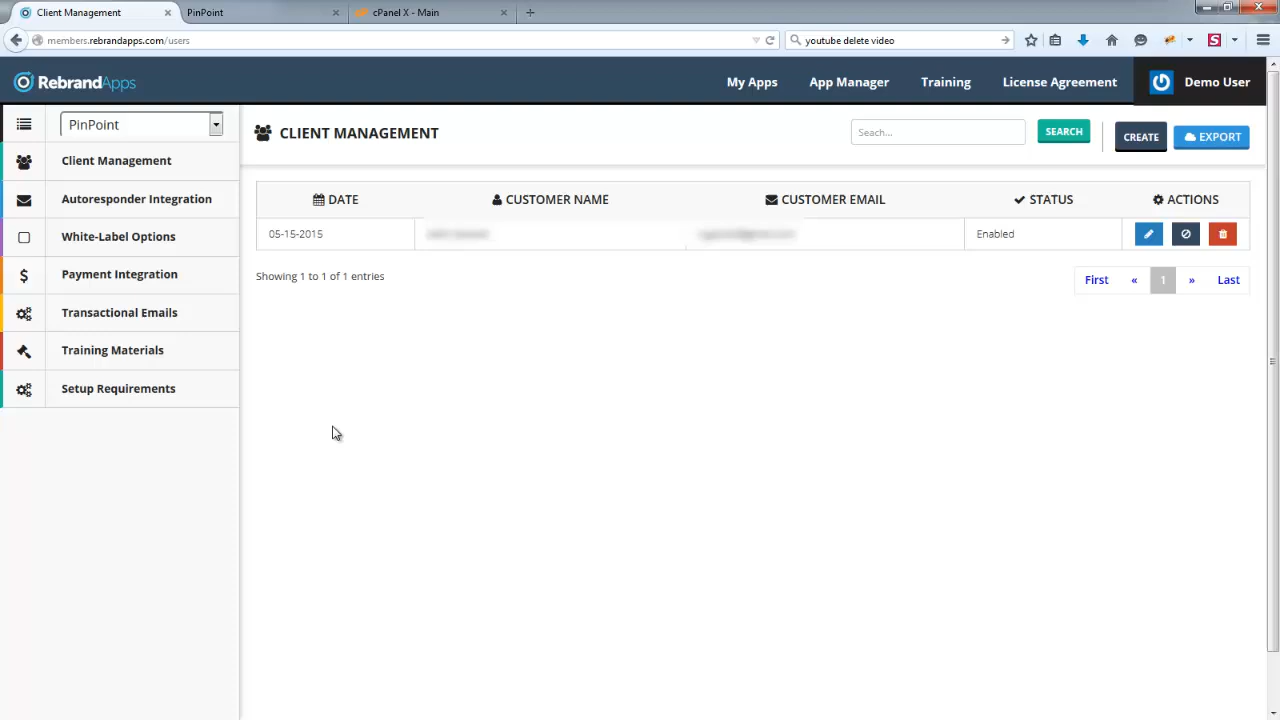 Client Management
PinPoint
cPanel X - Main
members.rebrandapps.com/users
youtube delete video
RebrandApps
My Apps
App Manager
Training
License Agreement
Demo User
PinPoint
Client Management
Autoresponder Integration
White-Label Options
Payment Integration
Transactional Emails
Training Materials
Setup Requirements
CLIENT MANAGEMENT
Seach...
SEARCH
CREATE
EXPORT
DATE
CUSTOMER NAME
CUSTOMER EMAIL
STATUS
ACTIONS
05-15-2015
Enabled
Showing 1 to 1 of 1 entries
First
«
1
»
Last